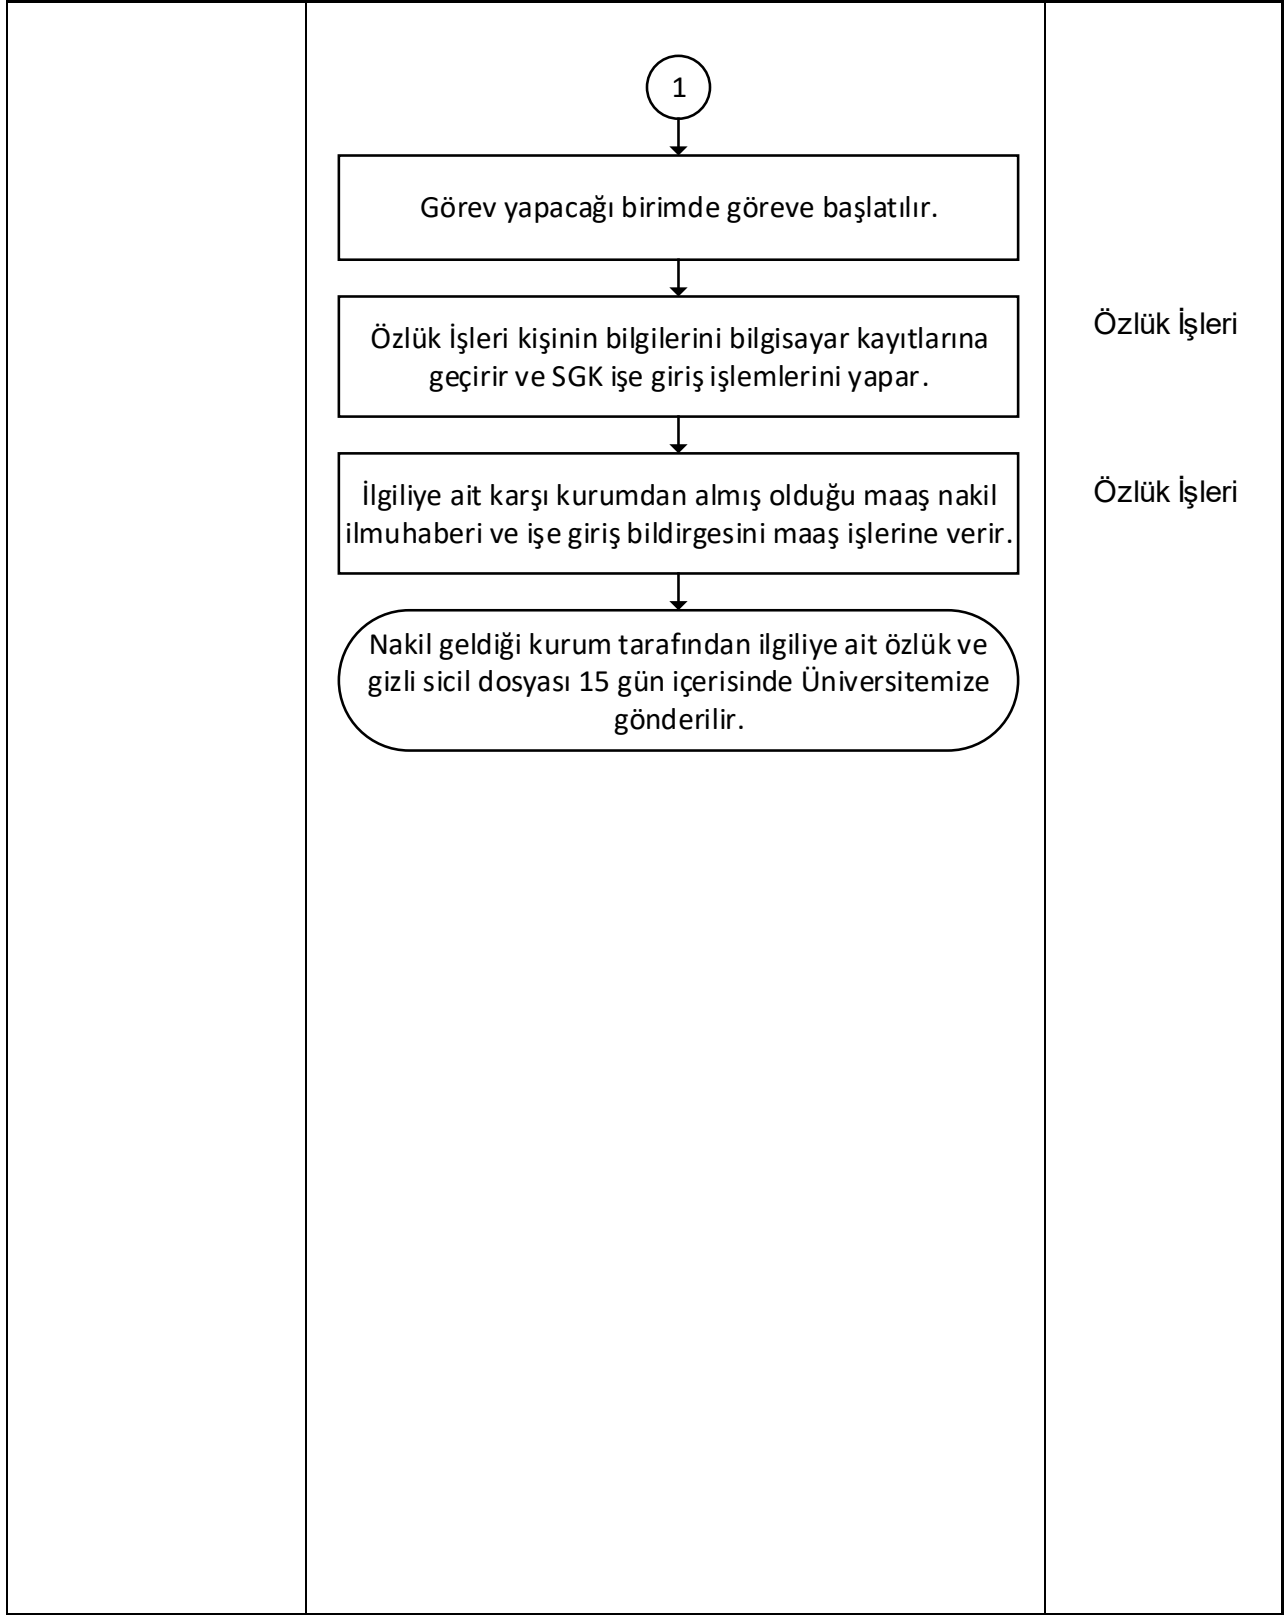 1
Görev yapacağı birimde göreve başlatılır.
Özlük İşleri kişinin bilgilerini bilgisayar kayıtlarına
geçirir ve SGK işe giriş işlemlerini yapar.
Özlük İşleri
İlgiliye ait karşı kurumdan almış olduğu maaş nakil
ilmuhaberi ve işe giriş bildirgesini maaş işlerine verir.
Özlük İşleri
Nakil geldiği kurum tarafından ilgiliye ait özlük ve
gizli sicil dosyası 15 gün içerisinde Üniversitemize
gönderilir.